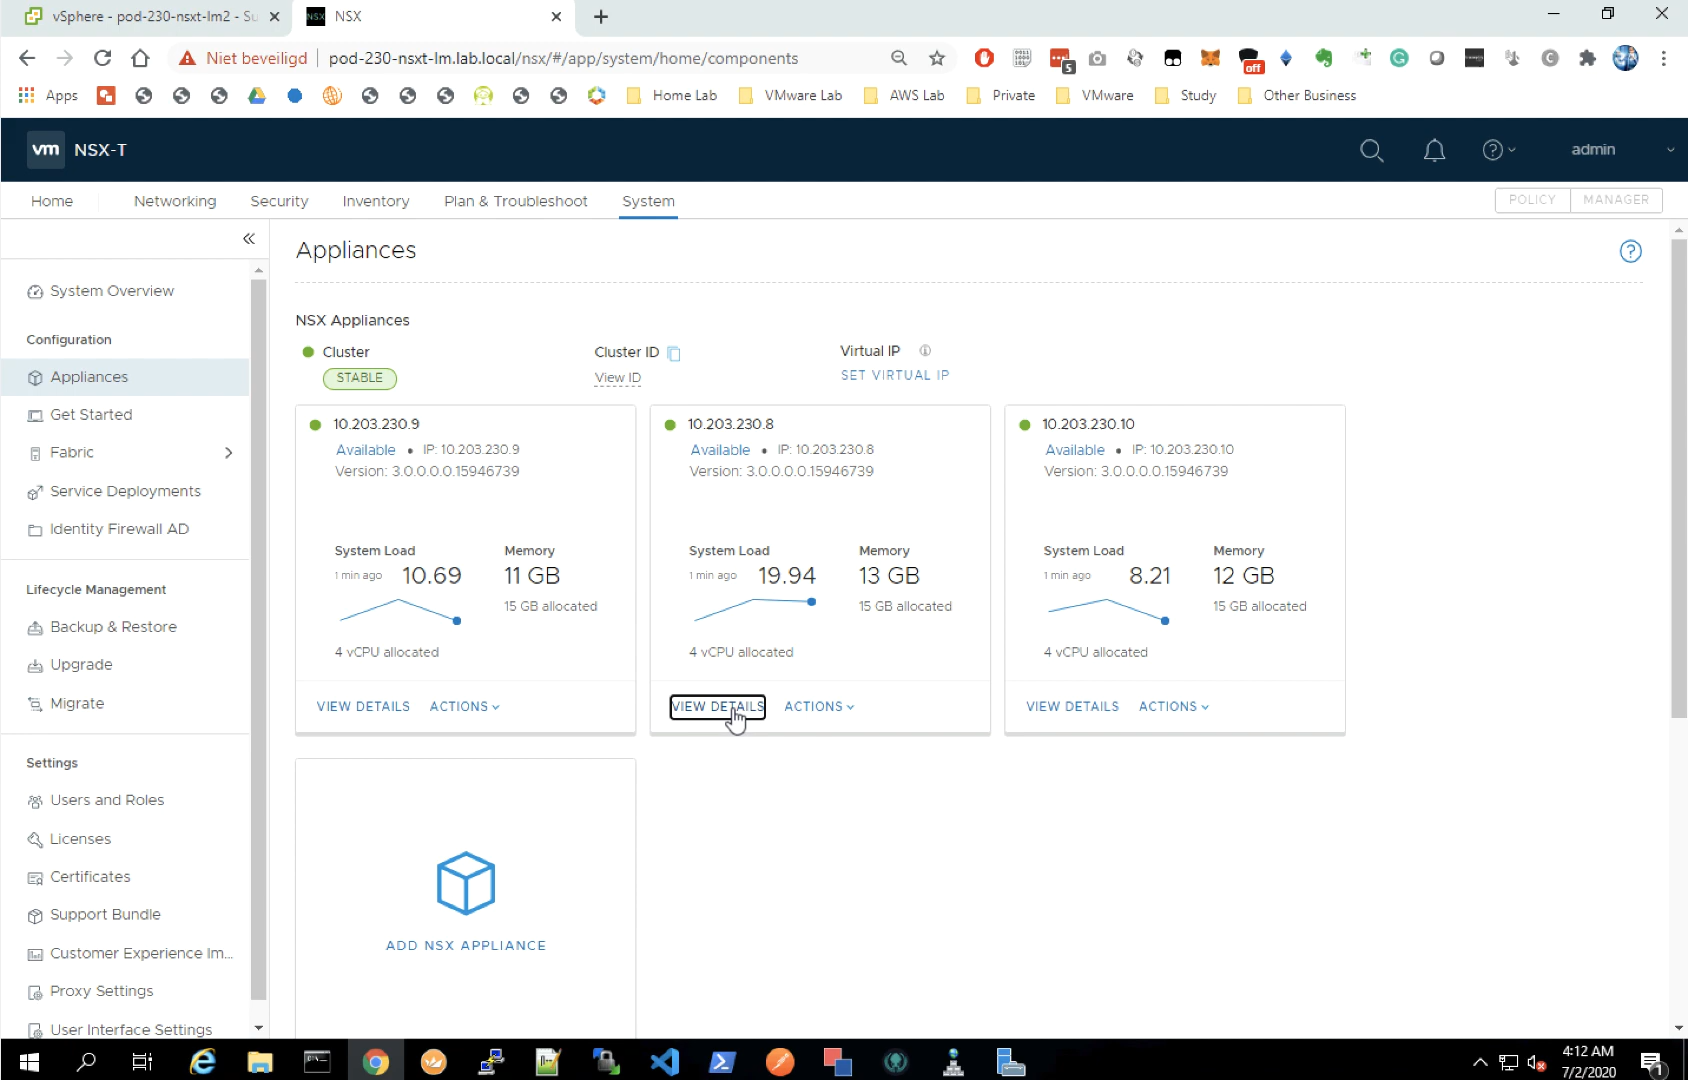 vSphere - pod-230-nsxt-lm2 - Su
NSX NSX
Niet beveiligd pod-230-nsxt-lm.lab.local/nsx/#/app/system/home/components
5
off
Apps Home Lab VMware Lab AWS Lab Private VMware Study Other Business
vm NSX-T admin
Home Networking Security Inventory Plan & Troubleshoot System POLICY MANAGER
System Overview
Configuration
Appliances
Get Started
Fabric
Service Deployments
Identity Firewall AD
Lifecycle Management
Backup & Restore
Upgrade
Migrate
Settings
Users and Roles
Licenses
Certificates
Support Bundle
Customer Experience Im...
Proxy Settings
User Interface Settings
Appliances
NSX Appliances
Cluster Cluster ID Virtual IP
STABLE View ID SET VIRTUAL IP
10.203.230.9
Available • IP: 10.203.230.9
Version: 3.0.0.0.0.15946739
System Load Memory
1 min ago 10.69 11 GB
15 GB allocated
4 vCPU allocated
VIEW DETAILS ACTIONS
10.203.230.8
Available • IP: 10.203.230.8
Version: 3.0.0.0.0.15946739
System Load Memory
1 min ago 19.94 13 GB
15 GB allocated
4 vCPU allocated
VIEW DETAILS ACTIONS
10.203.230.10
Available • IP: 10.203.230.10
Version: 3.0.0.0.0.15946739
System Load Memory
1 min ago 8.21 12 GB
15 GB allocated
4 vCPU allocated
VIEW DETAILS ACTIONS
ADD NSX APPLIANCE
4:12 AM
7/2/2020
1